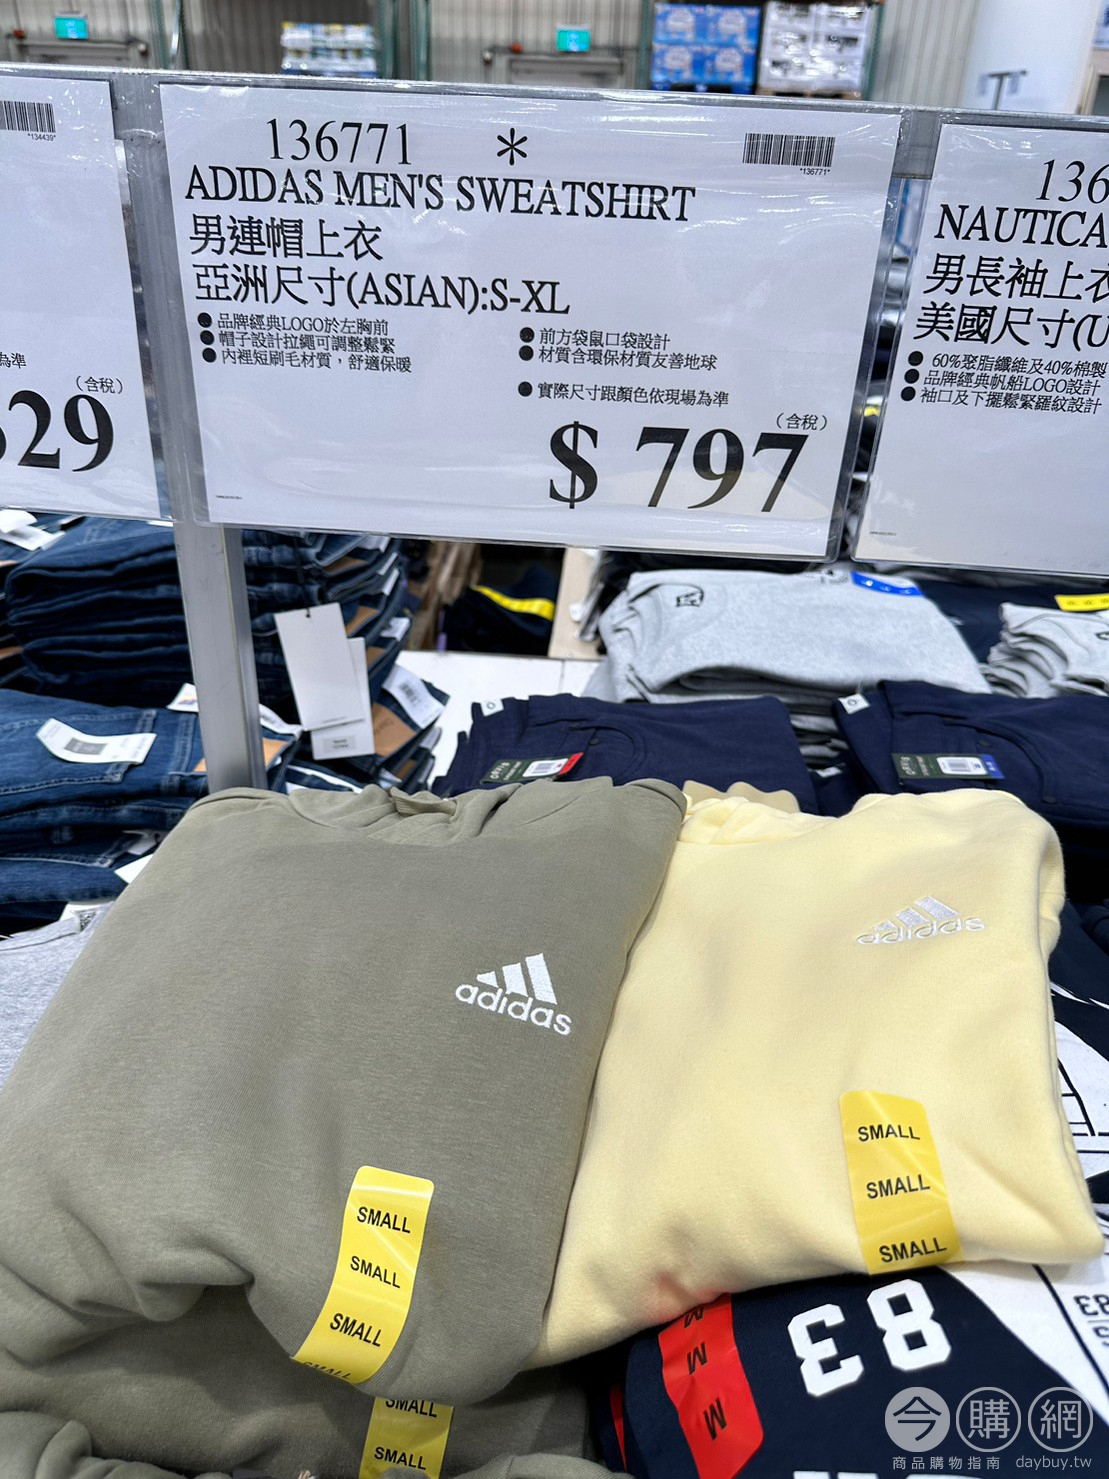 *134439*
為準
(含稅)
29
136771 *
*136771*
ADIDAS MEN'S SWEATSHIRT
男連帽上衣
亞洲尺寸(ASIAN):S-XL
●品牌經典LOGO於左胸前
●帽子設計拉繩可調整鬆緊
●內裡短刷毛材質，舒適保暖
●前方袋鼠口袋設計
●材質含環保材質友善地球
●實際尺寸跟顏色依現場為準
(含稅)
$ 797
136
NAUTICA
男長袖上衣
美國尺寸(U
●60%聚脂纖維及40%棉製
●品牌經典帆船LOGO設計
●袖口及下擺鬆緊羅紋設計
adidas
adidas
SMALL
SMALL
SMALL
SMALL
SMALL
SMALL
SMALL
SMALL
SMALL
M
M
M
83
今購網
商品購物指南 daybuy.tw